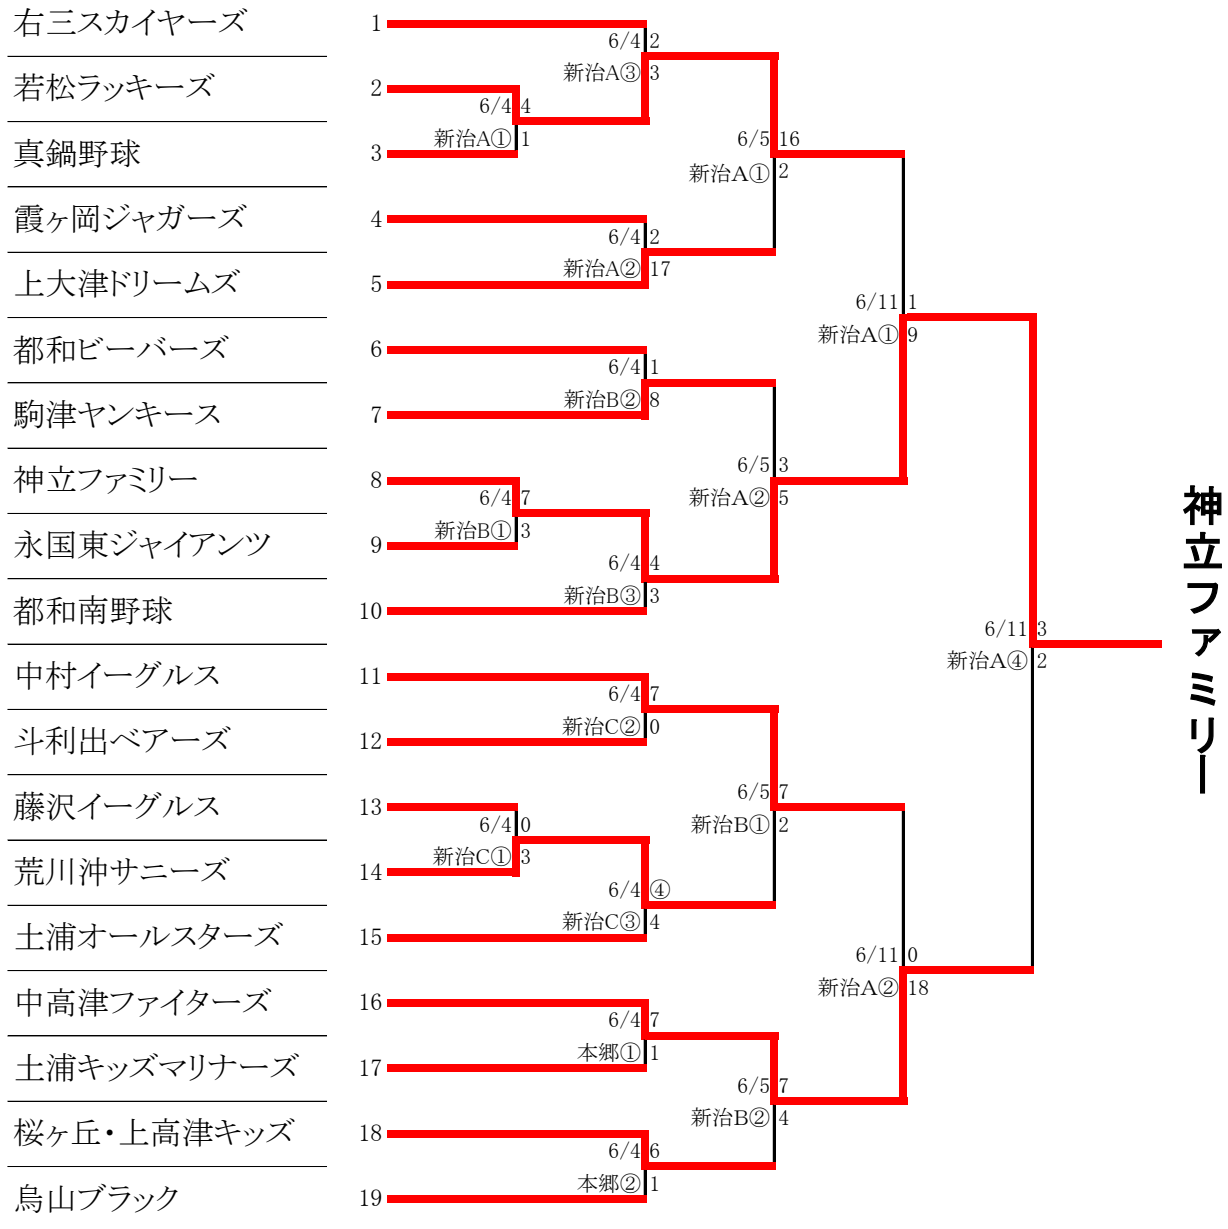 右三スカイヤーズ 1
若松ラッキーズ 2
真鍋野球 3
霞ヶ岡ジャガーズ 4
上大津ドリームズ 5
都和ビーバーズ 6
駒津ヤンキース 7
神立ファミリー 8
永国東ジャイアンツ 9
都和南野球 10
中村イーグルス 11
斗利出ベアーズ 12
藤沢イーグルス 13
荒川沖サニーズ 14
土浦オールスターズ 15
中高津ファイターズ 16
土浦キッズマリナーズ 17
桜ヶ丘・上高津キッズ 18
烏山ブラック 19
6/4 4
新治A① 1
6/4 7
新治B① 3
6/4 0
新治C① 3
6/4 2
新治A③ 3
6/4 2
新治A② 17
6/4 1
新治B② 8
6/4 4
新治B③ 3
6/4 7
新治C② 0
6/4 ④
新治C③ 4
6/4 7
本郷① 1
6/4 6
本郷② 1
6/5 16
新治A① 2
6/5 3
新治A② 5
6/5 7
新治B① 2
6/5 7
新治B② 4
6/11 1
新治A① 9
6/11 0
新治A② 18
6/11 3
新治A④ 2
神立ファミリー